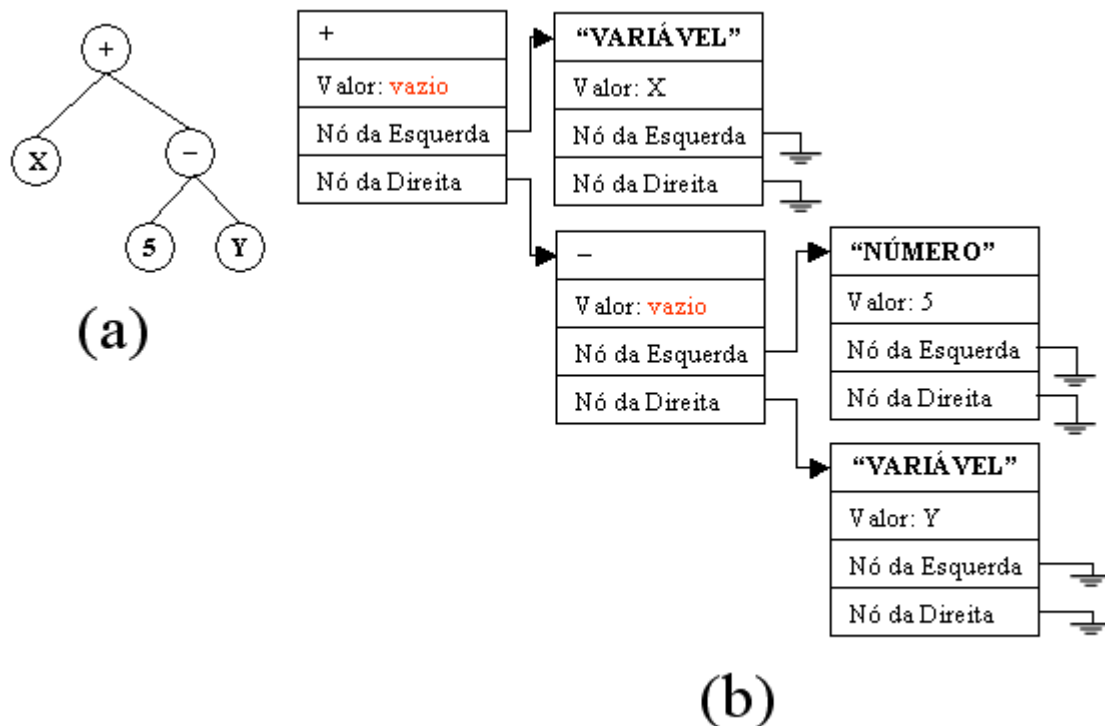 +
X
−
5
Y
(a)
+
Valor: vazio
Nó da Esquerda
Nó da Direita
“VARIÁVEL”
Valor: X
Nó da Esquerda
Nó da Direita
−
Valor: vazio
Nó da Esquerda
Nó da Direita
“NÚMERO”
Valor: 5
Nó da Esquerda
Nó da Direita
“VARIÁVEL”
Valor: Y
Nó da Esquerda
Nó da Direita
(b)